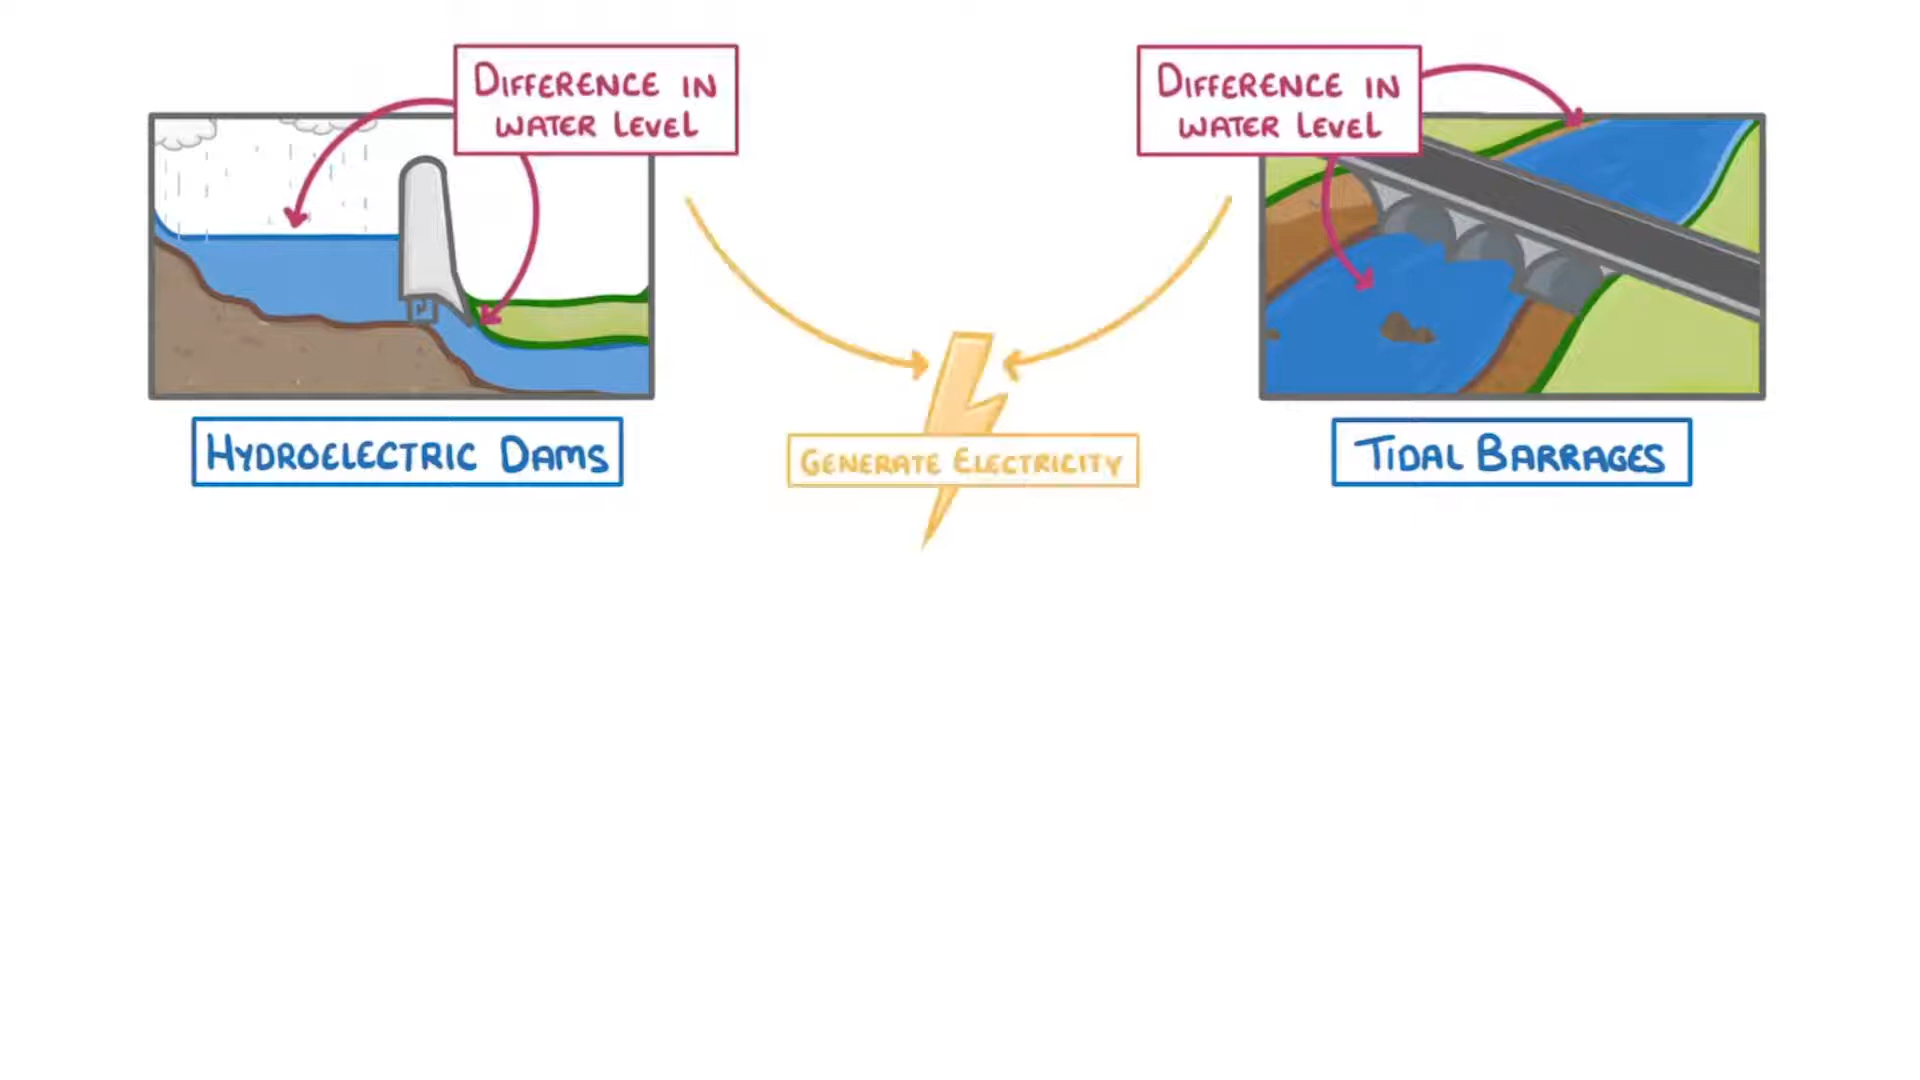 Difference in
water level
Difference in
water level
Hydroelectric Dams
Generate Electricity
Tidal Barrages